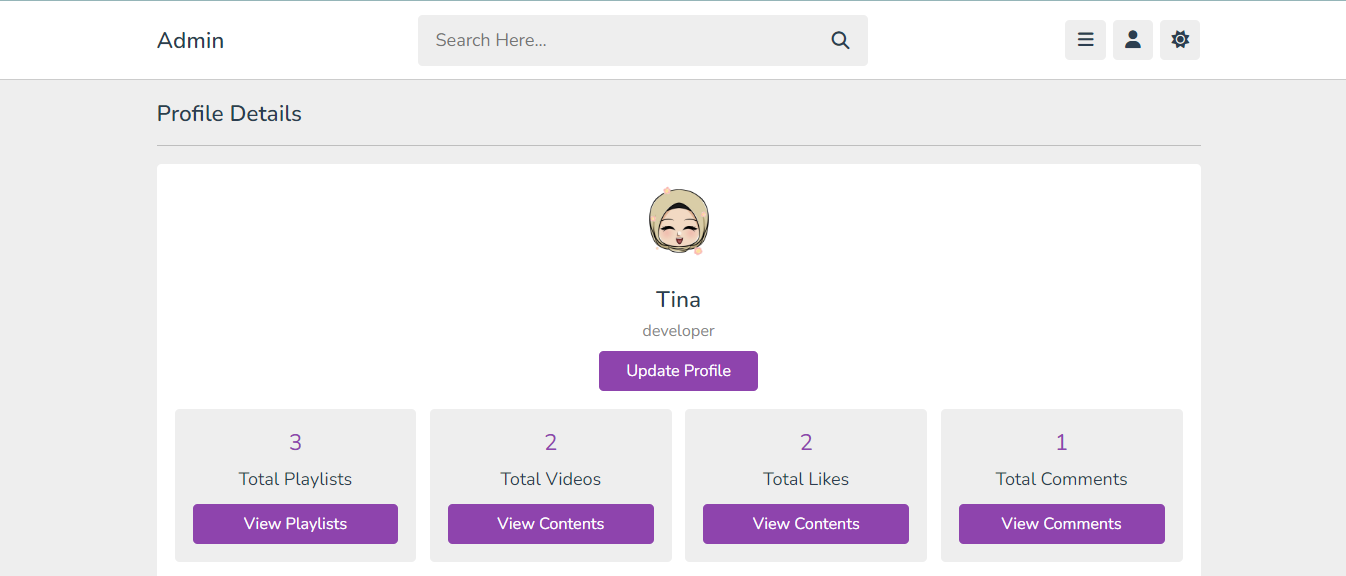 Admin
Search Here...
Profile Details
Tina
developer
Update Profile
3
Total Playlists
View Playlists
2
Total Videos
View Contents
2
Total Likes
View Contents
1
Total Comments
View Comments